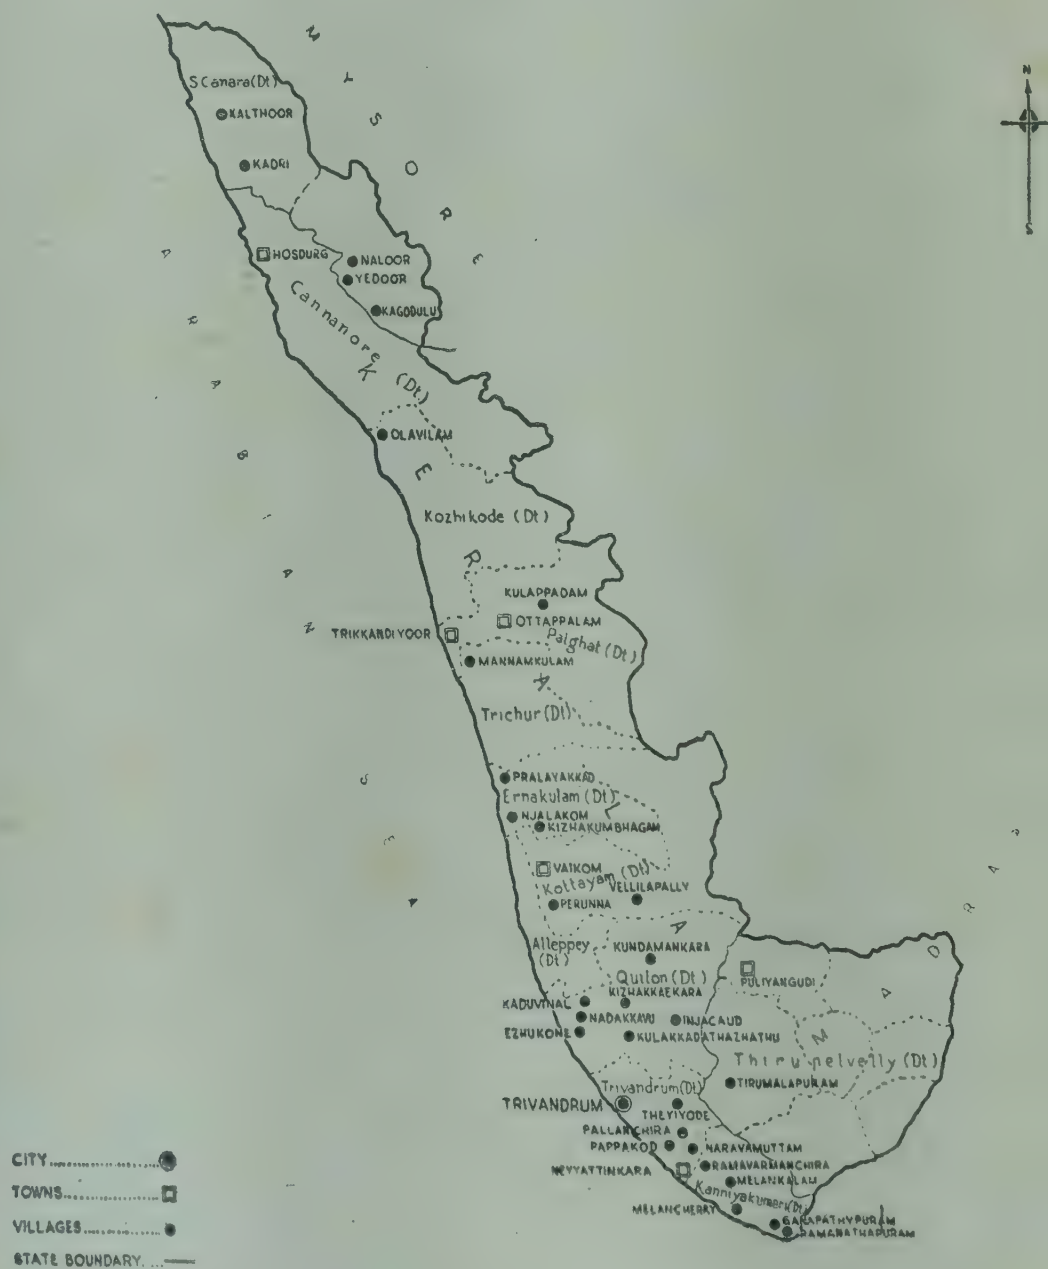 N
S
MYSORE
S Canara (Dt)
KALTHOOR
KADRI
HOSDURG
NALOOR
YEDOOR
KAGODULU
Cannanore (Dt)
ARABIAN SEA
KERALA
OLAVILAM
Kozhikode (Dt)
KULAPPADAM
OTTAPPALAM
TRIKKANDIYOOR
Palghat (Dt)
MANNAMKULAM
Trichur (Dt)
PRALAYAKKAD
Ernakulam (Dt)
NJALAKOM
KIZHAKUMBHAGAM
VAIKOM
Kottayam (Dt)
VELLILAPALLY
PERUNNA
Alleppey
(Dt)
KUNDAMANKARA
Quilon (Dt)
PULIYANGUDI
KIZHAKKAEKARA
KADUVINAL
NADAKKAVU
INJACAUD
EZHUKONE
KULAKKADATHAZHATHU
Thirunelvelly (Dt)
TIRUMALAPURAM
Trivandrum (Dt)
TRIVANDRUM
THEYIYODE
PALLANCHIRA
PAPPAKOD
NARAVAMUTTAM
NEYYATTINKARA
RAMAVARMANCHIRA
MELANKALAM
Kanniyakumeri (Dt)
MELANCHERRY
GANAPATHYPURAM
RAMANATHAPURAM
CITY
TOWNS
VILLAGES
STATE BOUNDARY